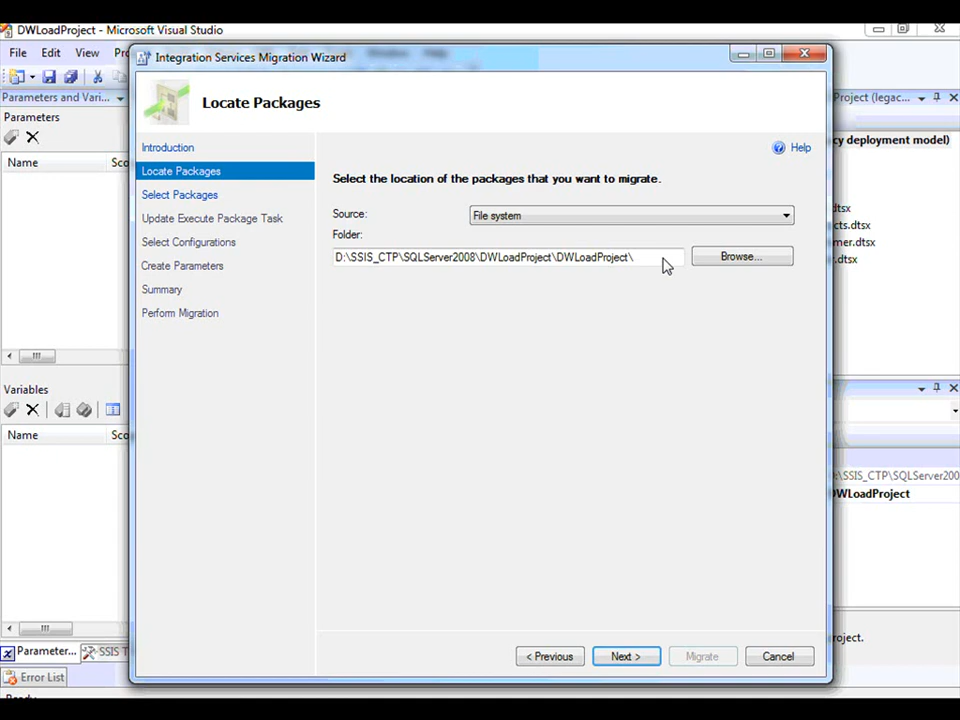 DWLoadProject - Microsoft Visual Studio
File Edit View
Integration Services Migration Wizard
Parameters and Vari...
Project (legac...
Locate Packages
Parameters
Introduction
Help
cy deployment model)
Name Sco
Locate Packages
Select the location of the packages that you want to migrate.
Select Packages
Source: File system
dtsx
Update Execute Package Task
cts.dtsx
Folder:
Select Configurations
mer.dtsx
D:\SSIS_CTP\SQLServer2008\DWLoadProject\DWLoadProject\
Browse...
.dtsx
Create Parameters
Summary
Perform Migration
Variables
Name Sco
:\SSIS_CTP\SQLServer200
DWLoadProject
oject.
Parameter... SSIS T
< Previous Next > Migrate Cancel
Error List